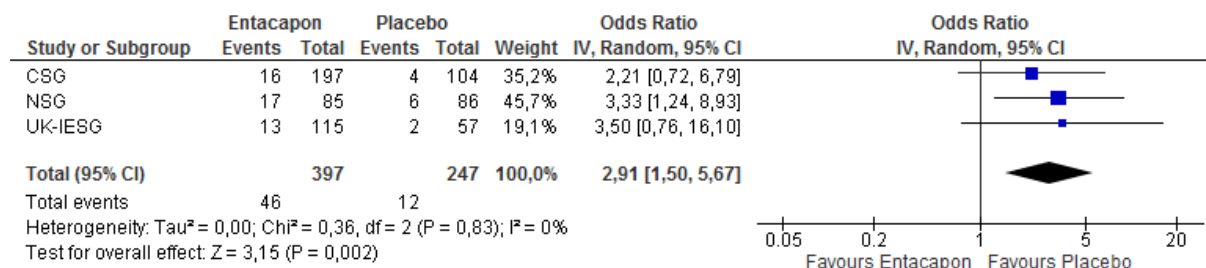 Entacapon Placebo Odds Ratio Odds Ratio
Study or Subgroup Events Total Events Total Weight IV, Random, 95% CI IV, Random, 95% CI
CSG 16 197 4 104 35,2% 2,21 [0,72, 6,79]
NSG 17 85 6 86 45,7% 3,33 [1,24, 8,93]
UK-IESG 13 115 2 57 19,1% 3,50 [0,76, 16,10]
Total (95% CI) 397 247 100,0% 2,91 [1,50, 5,67]
Total events 46 12
Heterogeneity: Tau² = 0,00; Chi² = 0,36, df = 2 (P = 0,83); I² = 0%
Test for overall effect: Z = 3,15 (P = 0,002)
0.05 0.2 1 5 20
Favours Entacapon Favours Placebo